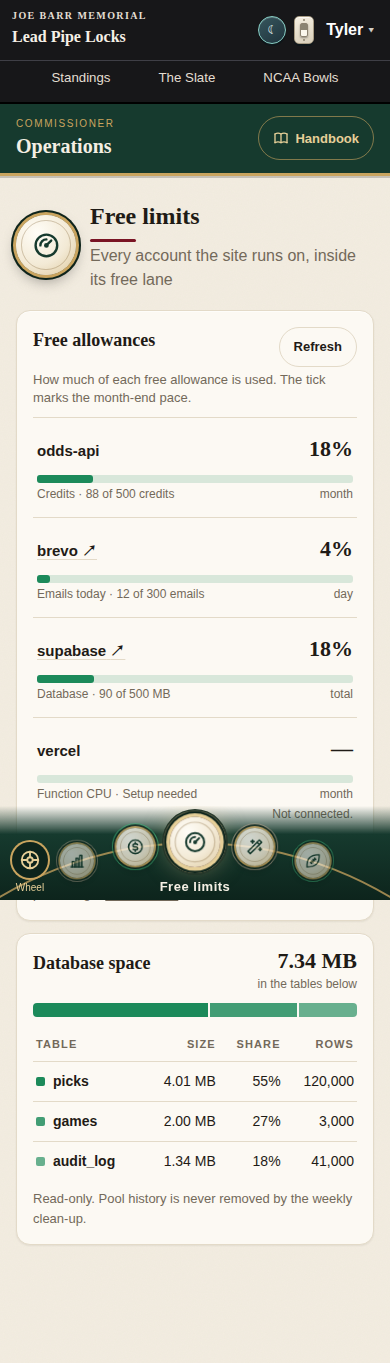 JOE BARR MEMORIAL
Lead Pipe Locks
Tyler
Standings The Slate NCAA Bowls
COMMISSIONER
Operations
Handbook
Free limits
Every account the site runs on, inside
its free lane
Free allowances
Refresh
How much of each free allowance is used. The tick
marks the month-end pace.
odds-api 18%
Credits · 88 of 500 credits month
brevo ↗ 4%
Emails today · 12 of 300 emails day
supabase ↗ 18%
Database · 90 of 500 MB total
vercel —
Function CPU · Setup needed month
Not connected.
Wheel
Free limits
Database space 7.34 MB
in the tables below
TABLE SIZE SHARE ROWS
picks 4.01 MB 55% 120,000
games 2.00 MB 27% 3,000
audit_log 1.34 MB 18% 41,000
Read-only. Pool history is never removed by the weekly
clean-up.